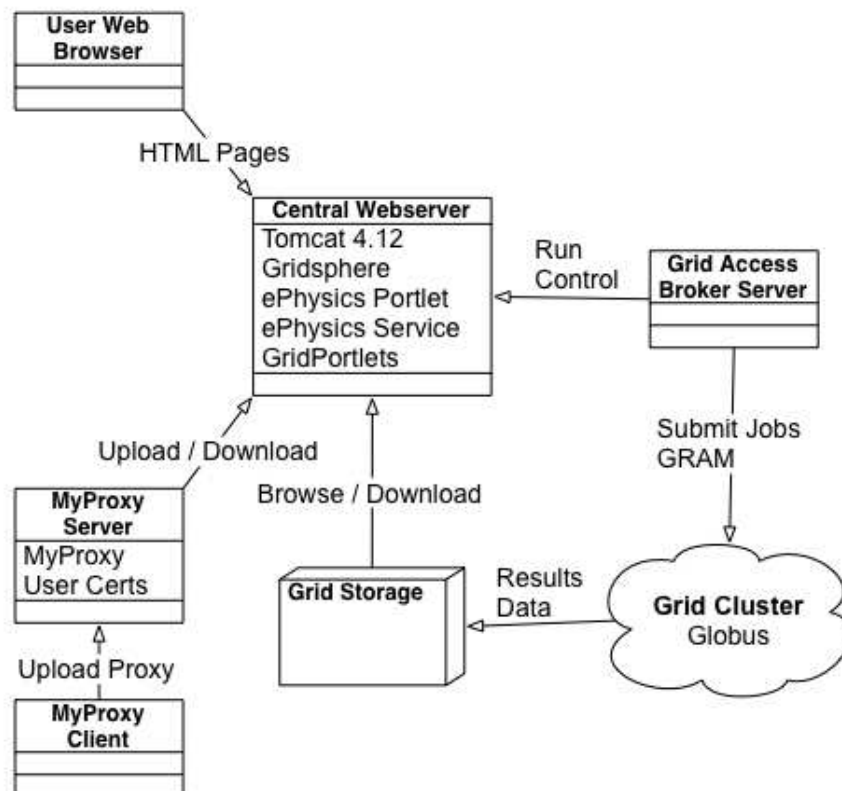 User Web
Browser
HTML Pages
Central Webserver
Tomcat 4.12
Gridsphere
ePhysics Portlet
ePhysics Service
GridPortlets
Run
Control
Grid Access
Broker Server
Upload / Download
Browse / Download
Submit Jobs
GRAM
MyProxy
Server
MyProxy
User Certs
Grid Storage
Results
Data
Grid Cluster
Globus
Upload Proxy
MyProxy
Client